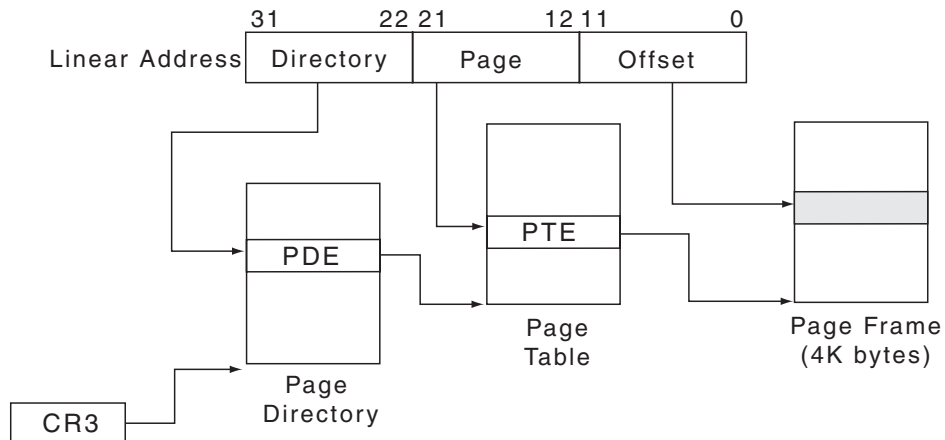 31 22 21 12 11 0
Linear Address Directory Page Offset
PDE
PTE
Page Frame
(4K bytes)
Page
Table
Page
Directory
CR3